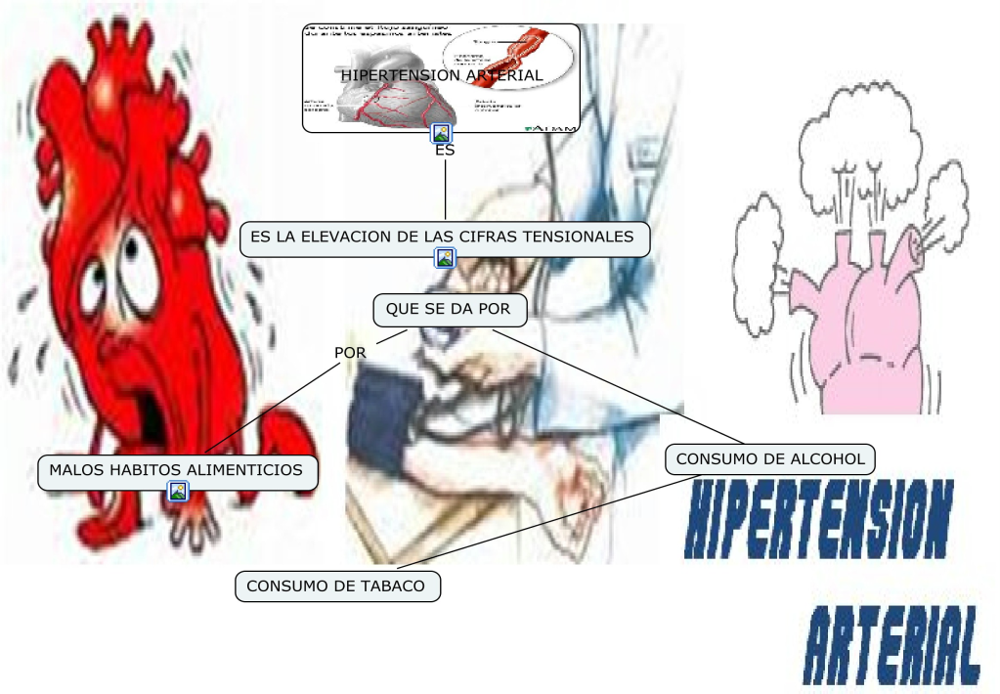 HIPERTENSION ARTERIAL
ES
ES LA ELEVACION DE LAS CIFRAS TENSIONALES
QUE SE DA POR
POR
MALOS HABITOS ALIMENTICIOS
CONSUMO DE ALCOHOL
CONSUMO DE TABACO
HIPERTENSION
ARTERIAL